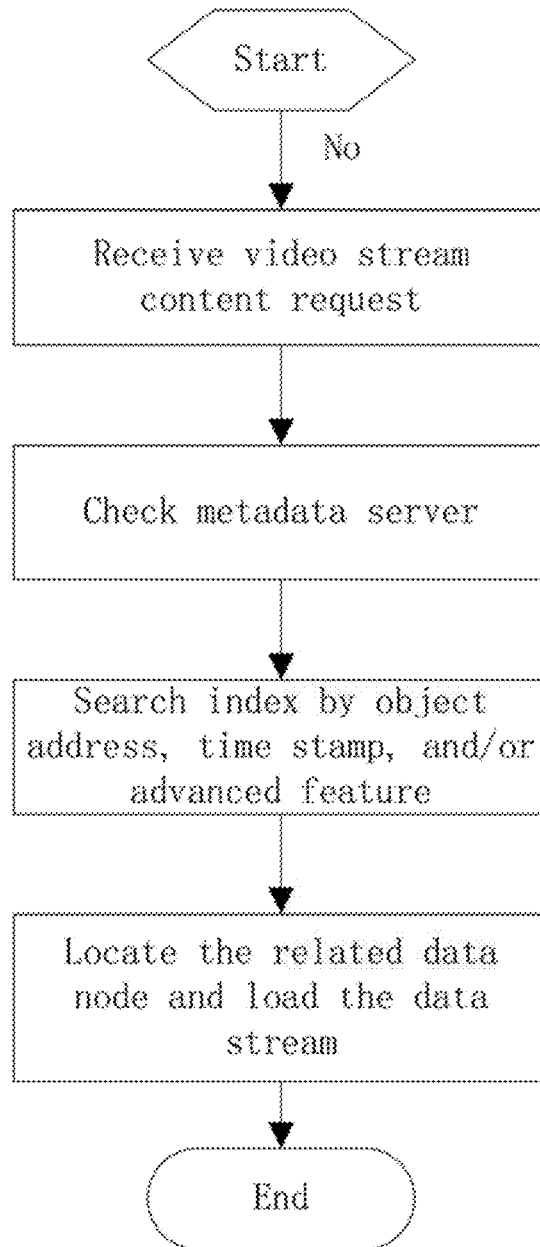 Start
No
Receive video stream
content request
Check metadata server
Search index by object
address, time stamp, and/or
advanced feature
Locate the related data
node and load the data
stream
End